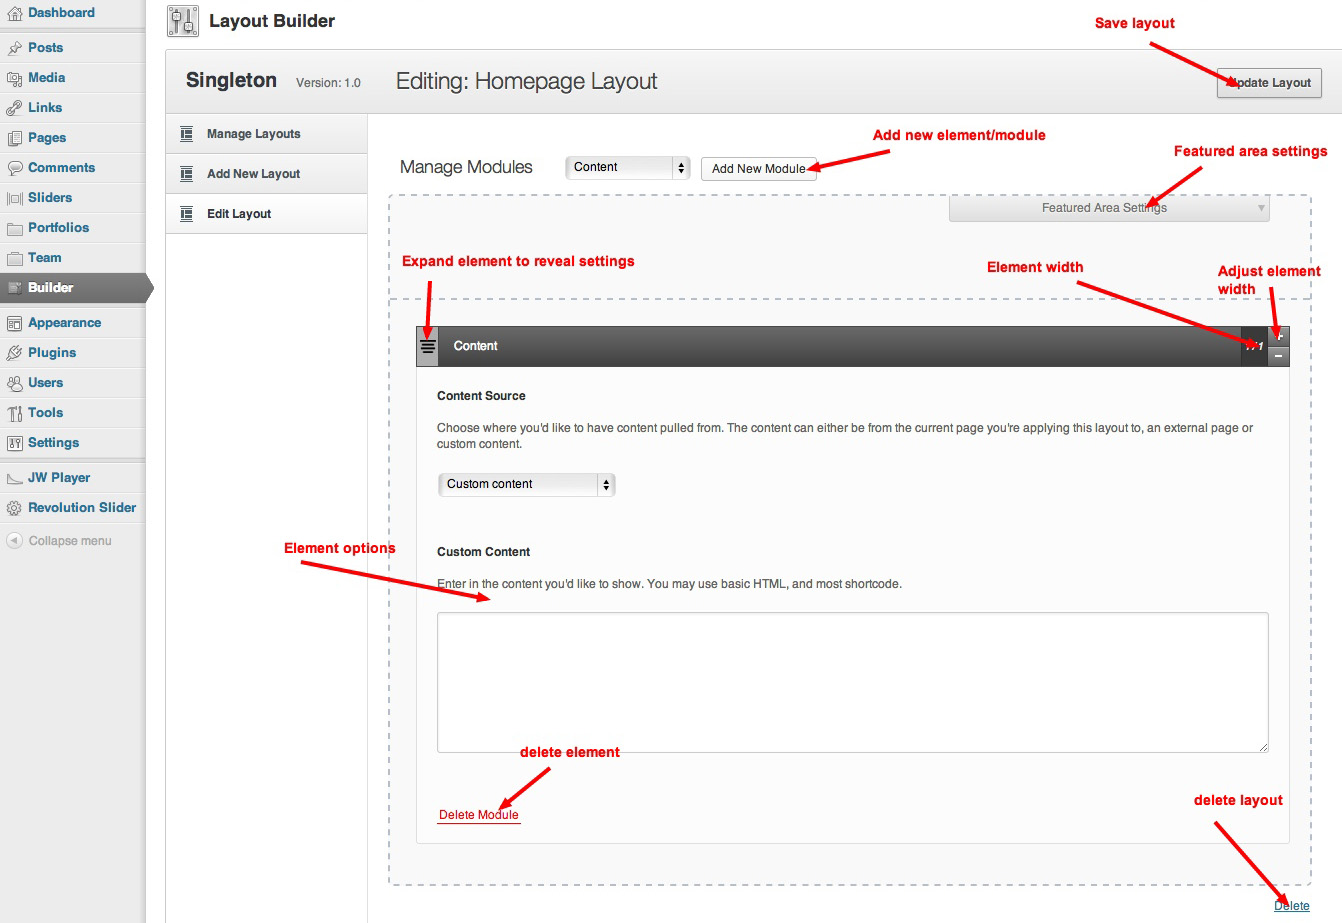 Dashboard
Posts
Media
Links
Pages
Comments
Sliders
Portfolios
Team
Builder
Appearance
Plugins
Users
Tools
Settings
JW Player
Revolution Slider
Collapse menu
Layout Builder
Save layout
Singleton Version: 1.0
Editing: Homepage Layout
Update Layout
Manage Layouts
Add New Layout
Edit Layout
Add new element/module
Featured area settings
Manage Modules
Content
Add New Module
Featured Area Settings
Expand element to reveal settings
Element width
Adjust element
width
Content
1/1
+
−
Content Source
Choose where you'd like to have content pulled from. The content can either be from the current page you're applying this layout to, an external page or
custom content.
Custom content
Element options
Custom Content
Enter in the content you'd like to show. You may use basic HTML, and most shortcode.
delete element
Delete Module
delete layout
Delete